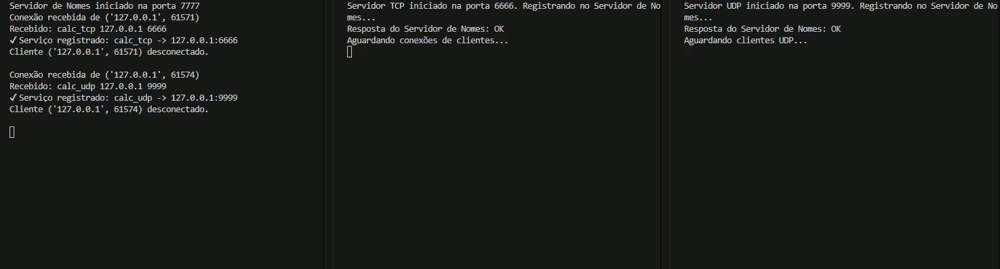 Servidor de Nomes iniciado na porta 7777
Conexão recebida de ('127.0.0.1', 61571)
Recebido: calc_tcp 127.0.0.1 6666
✓ Serviço registrado: calc_tcp -> 127.0.0.1:6666
Cliente ('127.0.0.1', 61571) desconectado.
Conexão recebida de ('127.0.0.1', 61574)
Recebido: calc_udp 127.0.0.1 9999
✓ Serviço registrado: calc_udp -> 127.0.0.1:9999
Cliente ('127.0.0.1', 61574) desconectado.
Servidor TCP iniciado na porta 6666. Registrando no Servidor de No
mes...
Resposta do Servidor de Nomes: OK
Aguardando conexões de clientes...
Servidor UDP iniciado na porta 9999. Registrando no Servidor de No
mes...
Resposta do Servidor de Nomes: OK
Aguardando clientes UDP...